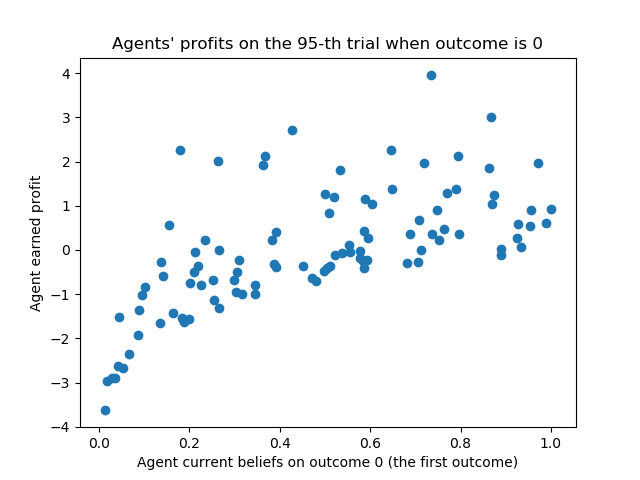 Agents' profits on the 95-th trial when outcome is 0
4
3
2
1
0
−1
−2
−3
−4
Agent earned profit
0.0 0.2 0.4 0.6 0.8 1.0
Agent current beliefs on outcome 0 (the first outcome)